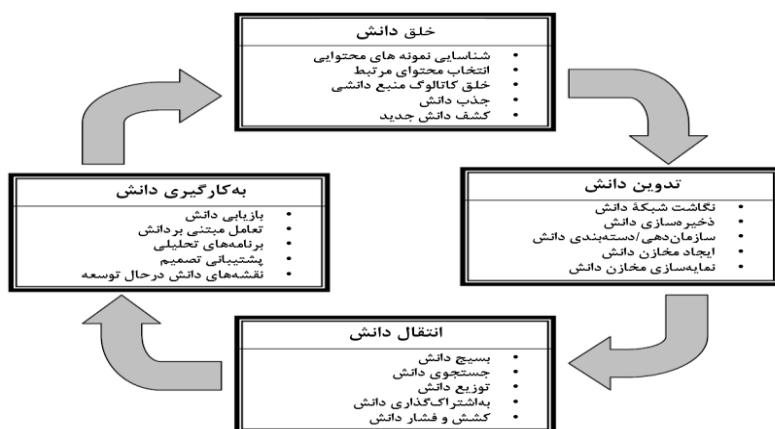 خلق دانش
شناسایی نمونه های محتوایی
انتخاب محتوای مرتبط
خلق کاتالوگ منبع دانشی
جذب دانش
کشف دانش جدید
تدوین دانش
نگاشت شبکۀ دانش
ذخیره‌سازی دانش
سازمان‌دهی/دسته‌بندی دانش
ایجاد مخازن دانش
نمایه‌سازی مخازن دانش
انتقال دانش
بسیج دانش
جستجوی دانش
توزیع دانش
به‌اشتراک‌گذاری دانش
کشش و فشار دانش
به‌کارگیری دانش
بازیابی دانش
تعامل مبتنی بردانش
برنامه‌های تحلیلی
پشتیبانی تصمیم
نقشه‌های دانش درحال توسعه